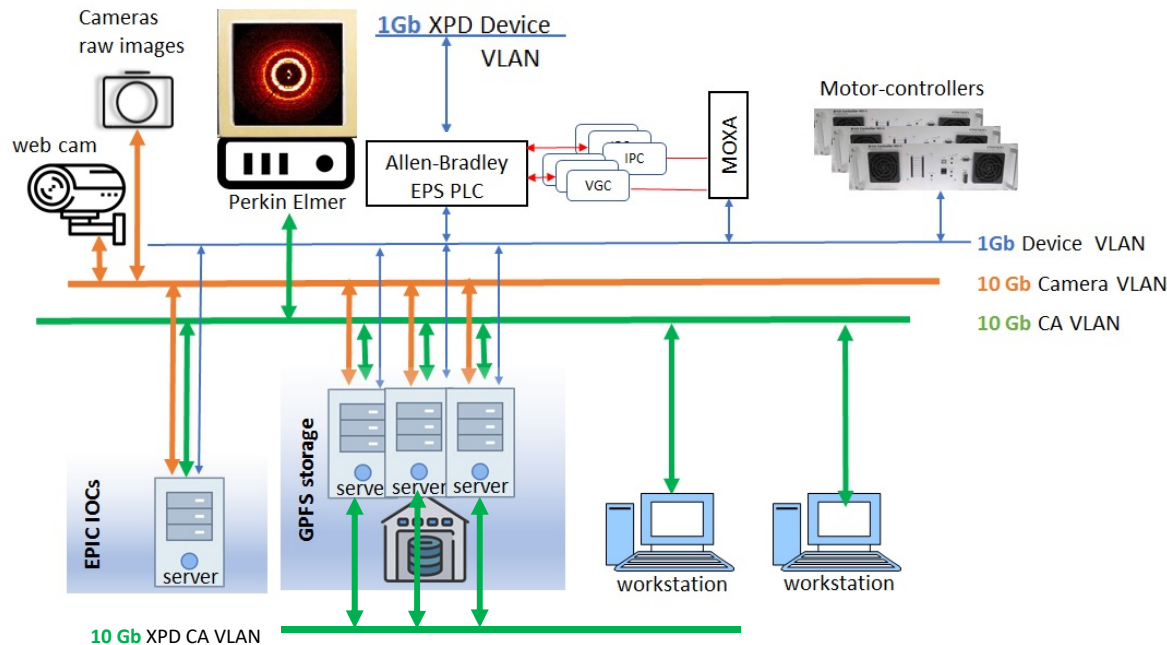 Cameras
raw images
1Gb XPD Device
VLAN
Motor-controllers
web cam
Perkin Elmer
Allen-Bradley
EPS PLC
IPC
VGC
MOXA
1Gb Device VLAN
10 Gb Camera VLAN
10 Gb CA VLAN
EPIC IOCs
server
GPFS storage
serve
server
server
workstation
workstation
10 Gb XPD CA VLAN